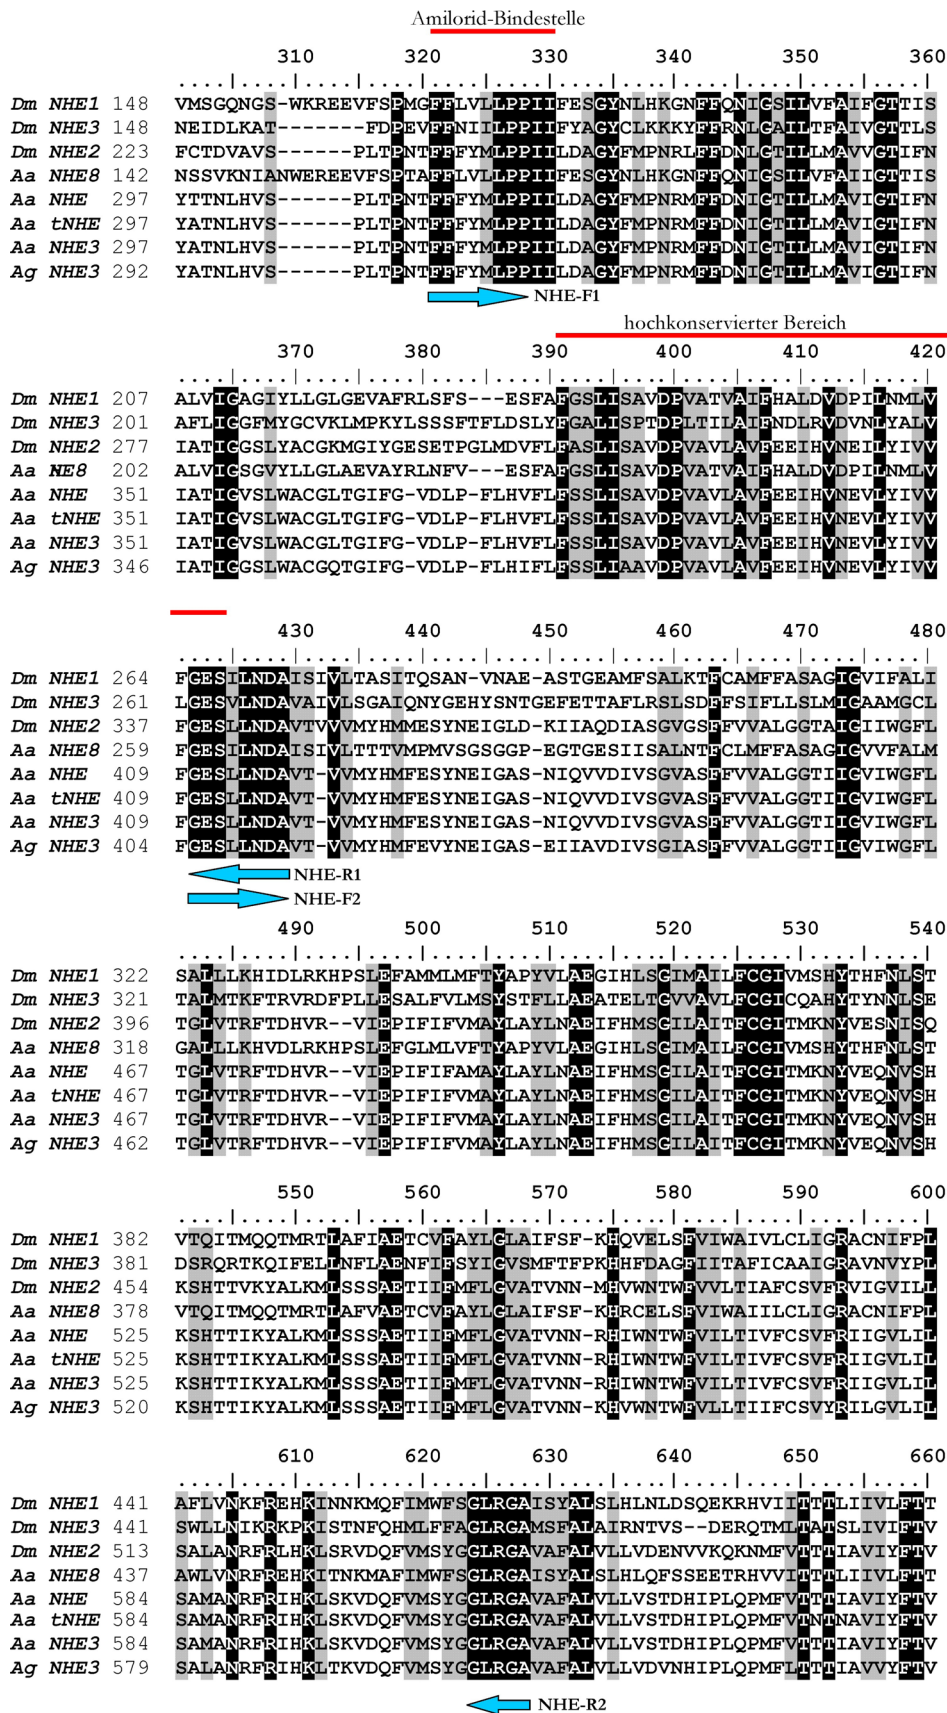 Amilorid-Bindestelle
310 320 330 340 350 360
Dm NHE1 148 VMSGQNGS-WKREEVFSPMGFFLVLLPPIIFESGYNLHKGNFFQNIGSILVFAIFGTTIS
Dm NHE3 148 NEIDLKAT-------FDPEVFFNIILPPIIFYAGYCLKKKYFFRNLGAILTFAIVGTTLS
Dm NHE2 223 FCTDVAVS------PLTPNTFFFYMLPPIILDAGYFMPNRLFFDNLGTILLMAVVGTIFN
Aa NHE8 142 NSSVKNIANWEREEVFSPTAFFLVLLPPIIFESGYNLHKGNFFQNIGSILVFAIIGTTIS
Aa NHE 297 YTTNLHVS------PLTPNTFFFYMLPPIILDAGYFMPNRMFFDNIGTILLMAVIGTIFN
Aa tNHE 297 YATNLHVS------PLTPNTFFFYMLPPIILDAGYFMPNRMFFDNIGTILLMAVIGTIFN
Aa NHE3 297 YATNLHVS------PLTPNTFFFYMLPPIILDAGYFMPNRMFFDNIGTILLMAVIGTIFN
Ag NHE3 292 YATNLHVS------PLTPNTFFFYMLPPIILDAGYFMPNRMFFDNIGTILLMAVIGTIFN
NHE-F1
hochkonservierter Bereich
370 380 390 400 410 420
Dm NHE1 207 ALVIGAGIYLLGLGEVAFRLSFS---ESFAFGSLISAVDPVATVAIFHALDVDPILNMLV
Dm NHE3 201 AFLIGGFMYGCVKLMPKYLSSSFTFLDSLYFGALISPTDPLTILAIFNDLRVDVNLYALV
Dm NHE2 277 IATIGGSLYACGKMGIYGESETPGLMDVFLFASLISAVDPVAVLAVFEEIHVNEILYIVV
Aa NE8 202 ALVIGSGVYLLGLAEVAYRLNFV---ESFAFGSLISAVDPVATVAIFHALDVDPILNMLV
Aa NHE 351 IATIGVSLWACGLTGIFG-VDLP-FLHVFLFSSLISAVDPVAVLAVFEEIHVNEVLYIVV
Aa tNHE 351 IATIGVSLWACGLTGIFG-VDLP-FLHVFLFSSLISAVDPVAVLAVFEEIHVNEVLYIVV
Aa NHE3 351 IATIGVSLWACGLTGIFG-VDLP-FLHVFLFSSLISAVDPVAVLAVFEEIHVNEVLYIVV
Ag NHE3 346 IATIGGSLWACGQTGIFG-VDLP-FLHIFLFSSLIAAVDPVAVLAVFEEIHVNEVLYIVV
430 440 450 460 470 480
Dm NHE1 264 FGESILNDAISIVLTASITQSAN-VNAE-ASTGEAMFSALKTFCAMFFASAGIGVIFALI
Dm NHE3 261 LGESVLNDAVAIVLSGAIQNYGEHYSNTGEFETTAFLRSLSDFFSIFLLSLMIGAAMGCL
Dm NHE2 337 FGESLLNDAVTVVVYHMMESYNEIGLD-KIIAQDIASGVGSFFVVALGGTAIGIIWGFL
Aa NHE8 259 FGESILNDAISIVLTTTVMPMVSGSGGP-EGTGESIISALNTFCLMFFASAGIGVVFALM
Aa NHE 409 FGESLLNDAVT-VVMYHMFESYNEIGAS-NIQVVDIVSGVASFFVVALGGTIIGVIWGFL
Aa tNHE 409 FGESLLNDAVT-VVMYHMFESYNEIGAS-NIQVVDIVSGVASFFVVALGGTIIGVIWGFL
Aa NHE3 409 FGESLLNDAVT-VVMYHMFESYNEIGAS-NIQVVDIVSGVASFFVVALGGTIIGVIWGFL
Ag NHE3 404 FGESLLNDAVT-VVMYHMFEVYNEIGAS-EIIAVDIVSGIASFFVVALGGTIIGVIWGFL
NHE-R1
NHE-F2
490 500 510 520 530 540
Dm NHE1 322 SALLLKHIDLRKHPSLEFAMMLMFTYAPYVLAEGIHLSGIMAILFCGIVMSHYTHFNLST
Dm NHE3 321 TALMTKFTRVRDFPLLESALFVLMSYSTFLLAEATELTGVVAVLFCGICQAHYTYNNLSE
Dm NHE2 396 TGLVTRFTDHVR--VIEPIFIFVMAYLAYLNAEIFHMSGILAITFCGITMKNYVESNISQ
Aa NHE8 318 GALLLKHVDLRKHPSLEFGLMLVFTYAPYVLAEGIHLSGIMAILFCGIVMSHYTHFNLST
Aa NHE 467 TGLVTRFTDHVR--VIEPIFIFAMAYLAYLNAEIFHMSGILAITFCGITMKNYVEQNVSH
Aa tNHE 467 TGLVTRFTDHVR--VIEPIFIFVMAYLAYLNAEIFHMSGILAITFCGITMKNYVEQNVSH
Aa NHE3 467 TGLVTRFTDHVR--VIEPIFIFVMAYLAYLNAEIFHMSGILAITFCGITMKNYVEQNVSH
Ag NHE3 462 TGLVTRFTDHVR--VIEPIFIFVMAYLAYLNAEIFHMSGILAITFCGITMKNYVEQNVSH
550 560 570 580 590 600
Dm NHE1 382 VTQITMQQTMRTLAFIAETCVFAYLGLAIFSF-KHQVELSFVIWAIVLCLIGRACNIFPL
Dm NHE3 381 DSRQRTKQIFELLNFLAENFIFSYIGVSMFTFPKHHFDAGFIITAFICAAIGRAVNVYPL
Dm NHE2 454 KSHTTVKYALKMLSSSAETIIFMFLGVATVNN-MHVWNTWFVVLTIAFCSVFRVIGVILL
Aa NHE8 378 VTQITMQQTMRTLAFVAETCVFAYLGLAIFSF-KHRCELSFVIWAIILCLIGRACNIFPL
Aa NHE 525 KSHTTIKYALKMLSSSAETIIFMFLGVATVNN-RHIWNTWFVILTIVFCSVFRIIGVLIL
Aa tNHE 525 KSHTTIKYALKMLSSSAETIIFMFLGVATVNN-RHIWNTWFVILTIVFCSVFRIIGVLIL
Aa NHE3 525 KSHTTIKYALKMLSSSAETIIFMFLGVATVNN-RHIWNTWFVILTIVFCSVFRIIGVLIL
Ag NHE3 520 KSHTTIKYALKMLSSSAETIIFMFLGVATVNN-KHVWNTWFVLLTIIFCSVYRILGVLIL
610 620 630 640 650 660
Dm NHE1 441 AFLVNKFREHKINNKMQFIMWFSGLRGAISYALSLHLNLDSQEKRHVIITTTLIIVLFTT
Dm NHE3 441 SWLLNIKRKPKISTNFQHMLFFAGLRGAMSFALAIRNTVS--DERQTMLTATSLIVIFTV
Dm NHE2 513 SALANRFRLHKLSRVDQFVMSYGGLRGAVAFALVLLVDENVVKQKNMFVTTTIAVIYFTV
Aa NHE8 437 AWLVNRFREHKITNKMAFIMWFSGLRGAISYALSLHLQFSSEETRHVVITTTLIIVLFTT
Aa NHE 584 SAMANRFRIHKLSKVDQFVMSYGGLRGAVAFALVLLVSTDHIPLQPMFVTTTIAVIYFTV
Aa tNHE 584 SAMANRFRIHKLSKVDQFVMSYGGLRGAVAFALVLLVSTDHIPLQPMFVTNTNAVIYFTV
Aa NHE3 584 SAMANRFRIHKLSKVDQFVMSYGGLRGAVAFALVLLVSTDHIPLQPMFVTTTIAVIYFTV
Ag NHE3 579 SALANRFRIHKLTKVDQFVMSYGGLRGAVAFALVLLVDVNHIPLQPMFLTTTIAVVYFTV
NHE-R2